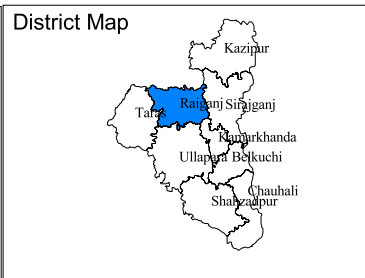 District Map
Kazipur
Raiganj
Sirajganj
Taras
Kamarkhanda
Ullapara
Belkuchi
Chauhali
Shahzadpur